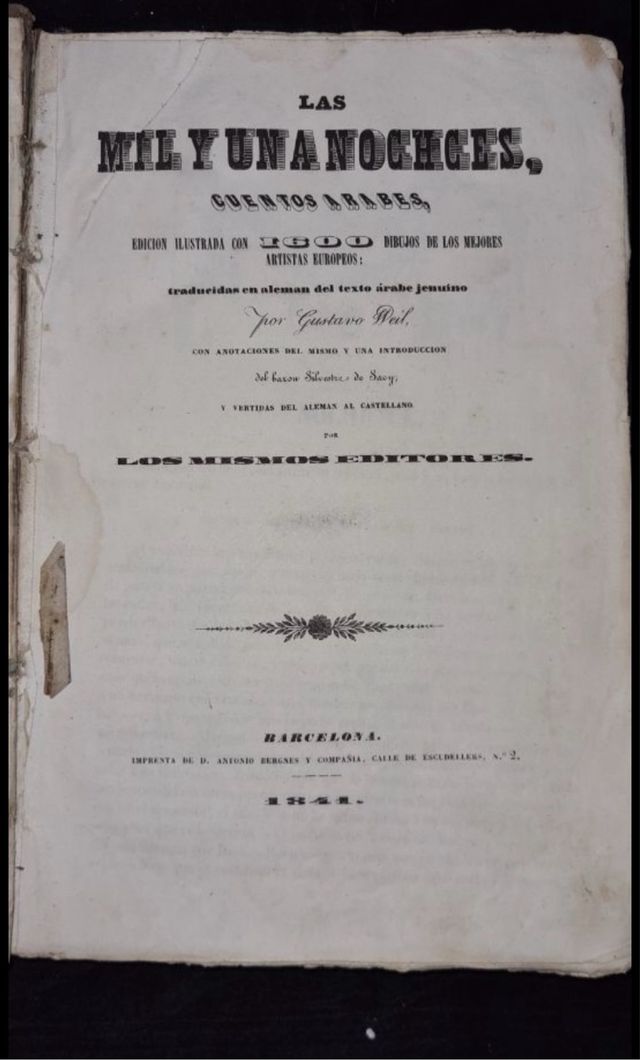 LAS
MIL Y UNA NOCHCES,
CUENTOS ARABES,
EDICION ILUSTRADA CON 1600 DIBUJOS DE LOS MEJORES
ARTISTAS EUROPEOS:
traducidas en aleman del texto árabe jenuino
por Gustavo Weil,
CON ANOTACIONES DEL MISMO Y UNA INTRODUCCION
del baron Silvestre de Sacy;
Y VERTIDAS DEL ALEMAN AL CASTELLANO
POR
LOS MISMOS EDITORES.
BARCELONA.
IMPRENTA DE D. ANTONIO BERGNES Y COMPAÑIA, CALLE DE ESCUDELLERS, N.º 2.
1841.